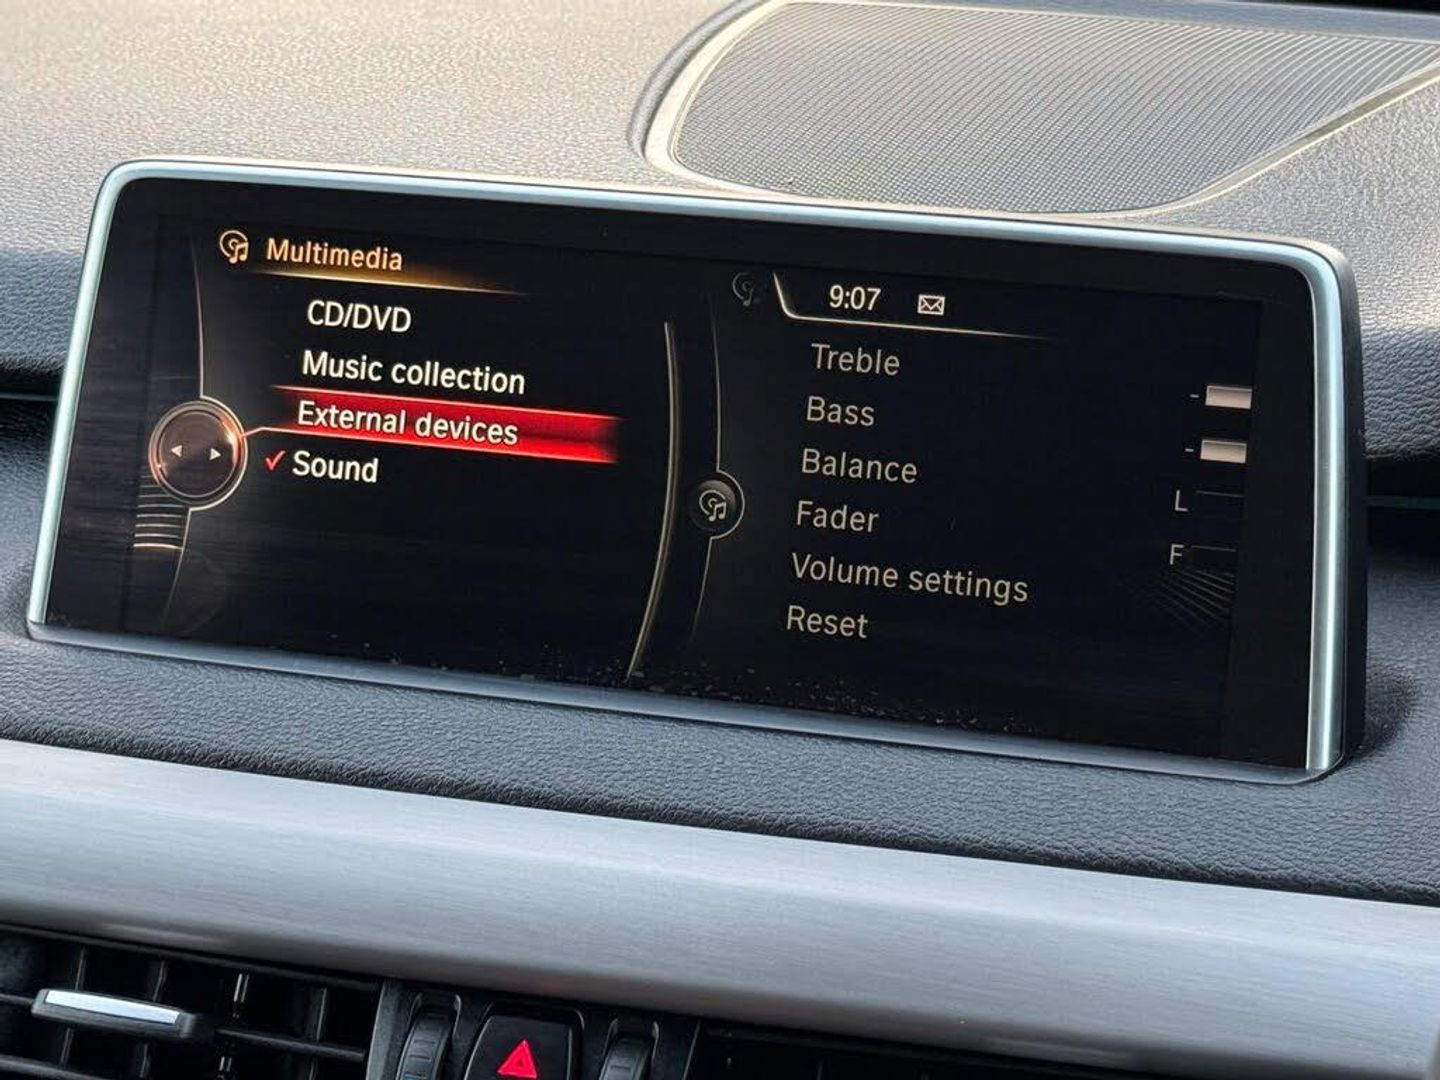 Multimedia
CD/DVD
Music collection
External devices
Sound
9:07
Treble
Bass
Balance
L
Fader
F
Volume settings
Reset